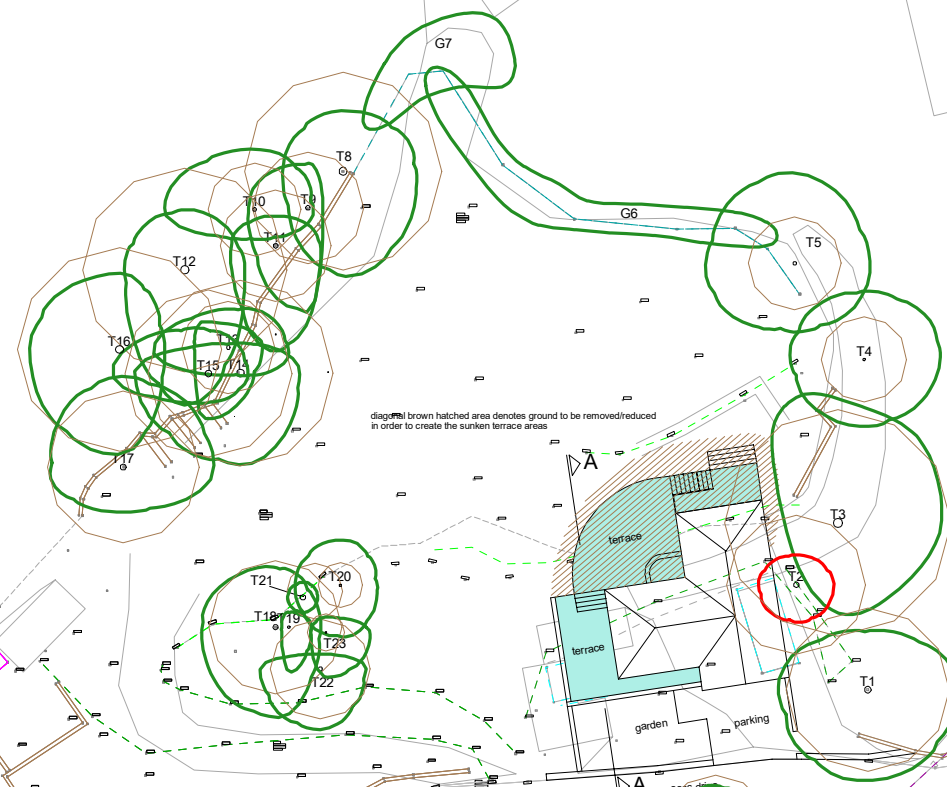 G7
T8
T10
T9
G6
T11
T5
T12
T16
T13
T4
T15
T14
diagonal brown hatched area denotes ground to be removed/reduced
in order to create the sunken terrace areas
T17
A
T3
terrace
T21
T20
T2
T18
T19
T23
terrace
T22
T1
garden
parking
A